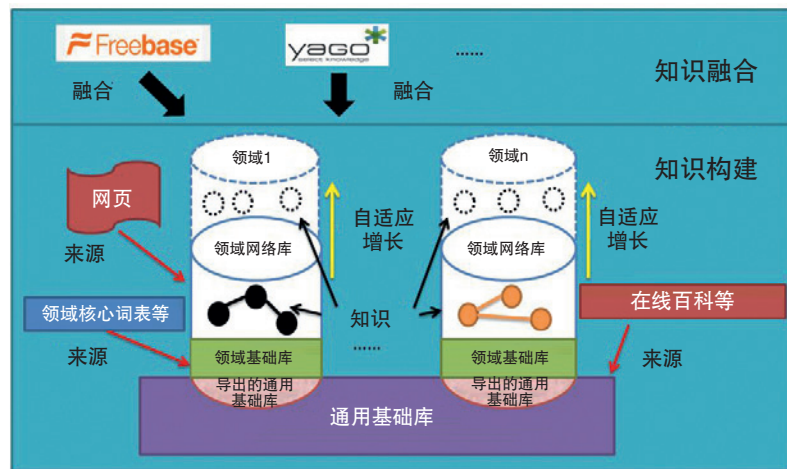 Freebase
yago
select knowledge
……
知识融合
融合
融合
知识构建
领域1
领域n
网页
自适应
增长
自适应
增长
来源
领域网络库
领域网络库
领域核心词表等
知识
在线百科等
……
来源
领域基础库
领域基础库
来源
导出的通用
基础库
导出的通用
基础库
通用基础库